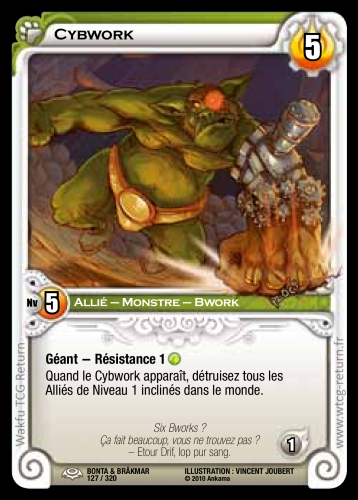 CYBWORK
5
Nv 5
ALLIÉ – MONSTRE – BWORK
Géant – Résistance 1
Quand le Cybwork apparaît, détruisez tous les
Alliés de Niveau 1 inclinés dans le monde.
Six Bworks ?
Ça fait beaucoup, vous ne trouvez pas ?
– Etour Drif, lop pur sang.
1
BONTA & BRÂKMAR
127 / 320
ILLUSTRATION : VINCENT JOUBERT
© 2010 Ankama
Wakfu TCG Return
www.wtcg-return.fr